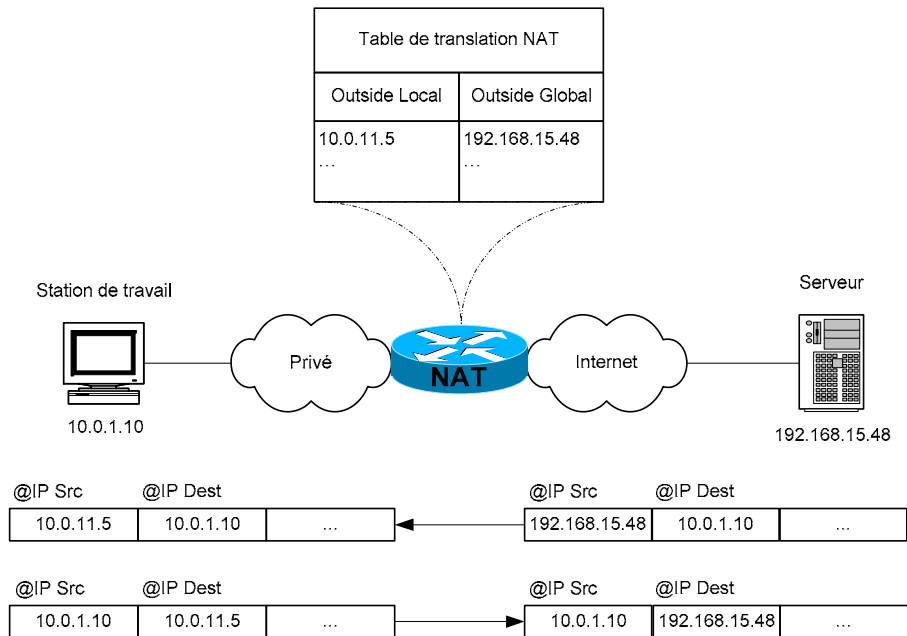 Table de translation NAT
Outside Local Outside Global
10.0.11.5 192.168.15.48
... ...
Station de travail
Serveur
Privé
NAT
Internet
10.0.1.10
192.168.15.48
@IP Src @IP Dest @IP Src @IP Dest
10.0.11.5 10.0.1.10 ... 192.168.15.48 10.0.1.10 ...
@IP Src @IP Dest @IP Src @IP Dest
10.0.1.10 10.0.11.5 ... 10.0.1.10 192.168.15.48 ...